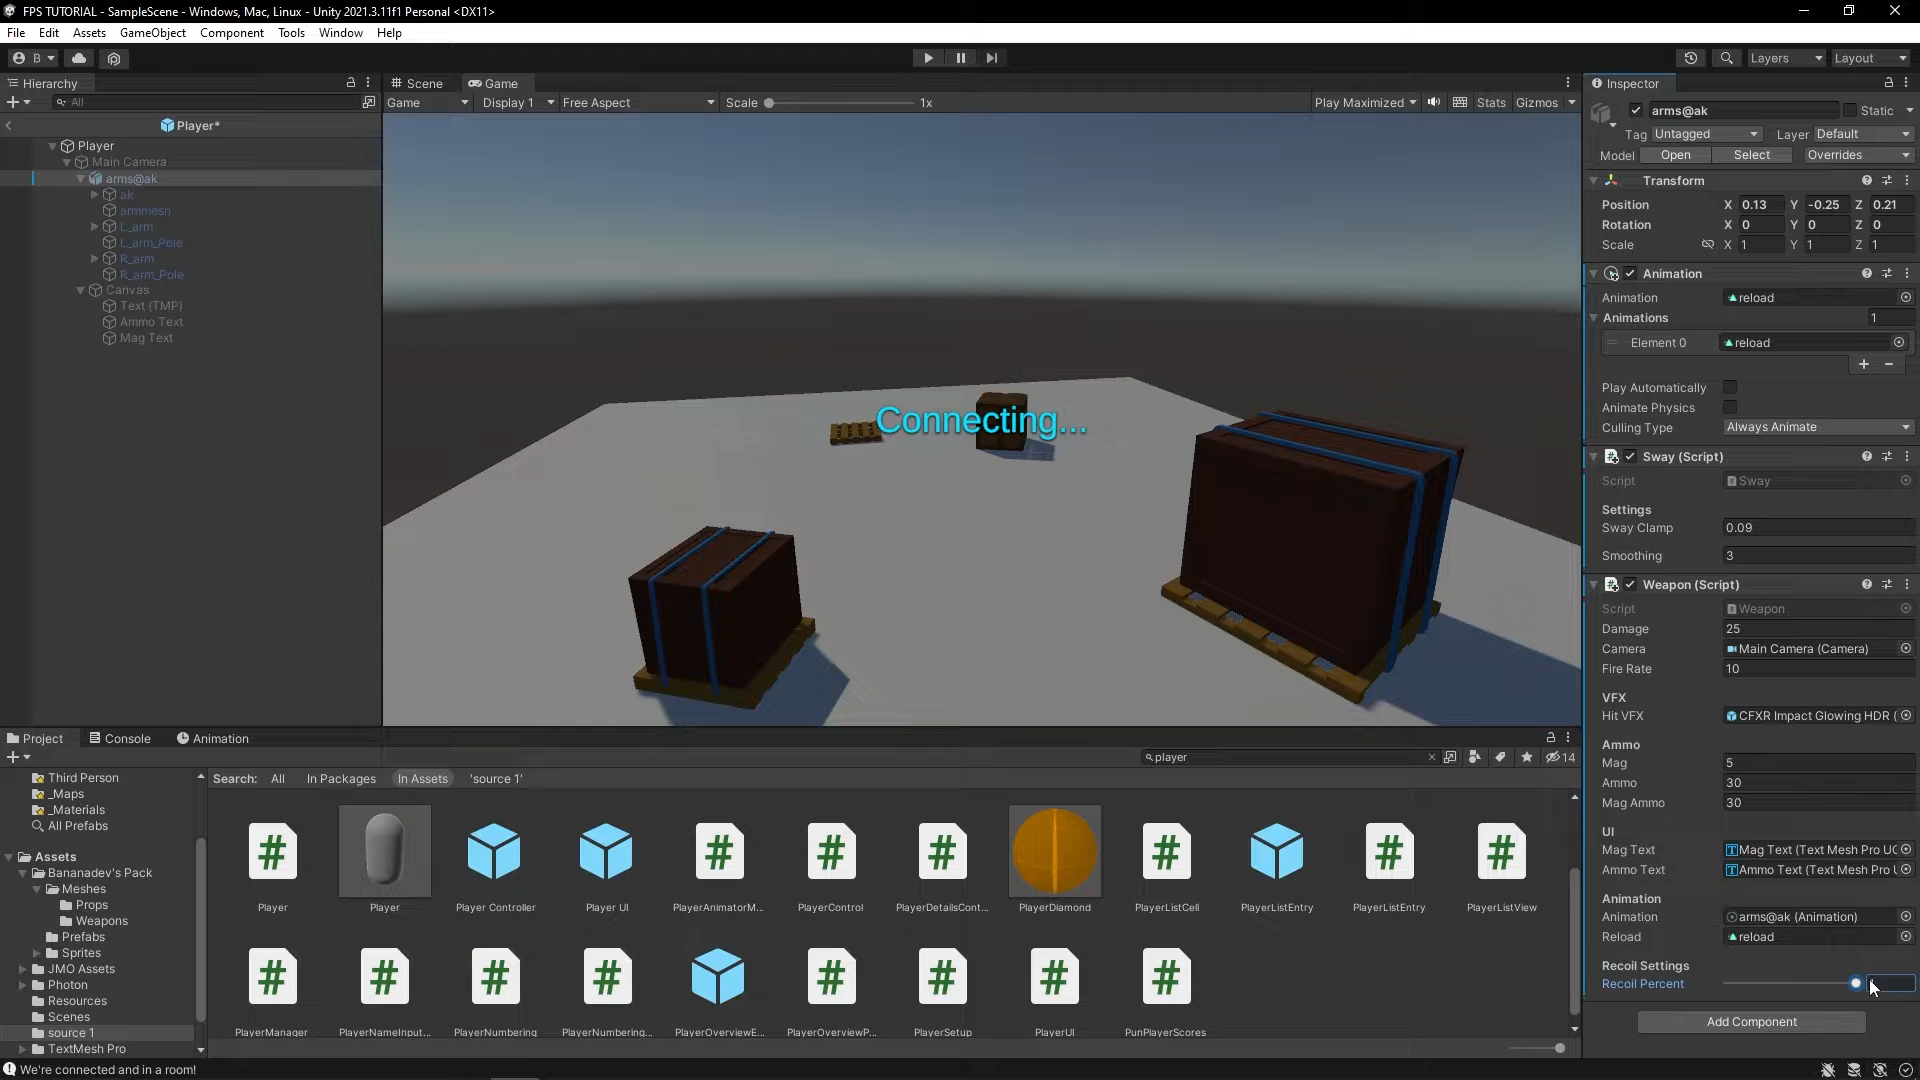 FPS TUTORIAL - SampleScene - Windows, Mac, Linux - Unity 2021.3.11f1 Personal <DX11>
File Edit Assets GameObject Component Tools Window Help
B
Layers Layout
Hierarchy
All
Player*
Player
Main Camera
arms@ak
ak
armmesh
L_arm
L_arm_Pole
R_arm
R_arm_Pole
Canvas
Text (TMP)
Ammo Text
Mag Text
Scene Game
Game Display 1 Free Aspect Scale 1x Play Maximized Stats Gizmos
Connecting...
Inspector
arms@ak Static
Tag Untagged Layer Default
Model Open Select Overrides
Transform
Position X 0.13 Y -0.25 Z 0.21
Rotation X 0 Y 0 Z 0
Scale X 1 Y 1 Z 1
Animation
Animation reload
Animations 1
Element 0 reload
Play Automatically
Animate Physics
Culling Type Always Animate
Sway (Script)
Script Sway
Settings
Sway Clamp 0.09
Smoothing 3
Weapon (Script)
Script Weapon
Damage 25
Camera Main Camera (Camera)
Fire Rate 10
VFX
Hit VFX CFXR Impact Glowing HDR (
Ammo
Mag 5
Ammo 30
Mag Ammo 30
UI
Mag Text Mag Text (Text Mesh Pro UG
Ammo Text Ammo Text (Text Mesh Pro U
Animation
Animation arms@ak (Animation)
Reload reload
Recoil Settings
Recoil Percent
Add Component
Project Console Animation
player
14
Third Person
_Maps
_Materials
All Prefabs
Assets
Bananadev's Pack
Meshes
Props
Weapons
Prefabs
Sprites
JMO Assets
Photon
Resources
Scenes
source 1
TextMesh Pro
Search: All In Packages In Assets 'source 1'
Player Player Player Controller Player UI PlayerAnimatorM... PlayerControl PlayerDetailsCont... PlayerDiamond PlayerListCell PlayerListEntry PlayerListEntry PlayerListView
PlayerManager PlayerNameInput... PlayerNumbering PlayerNumbering... PlayerOverviewE... PlayerOverviewP... PlayerSetup PlayerUI PunPlayerScores
We're connected and in a room!